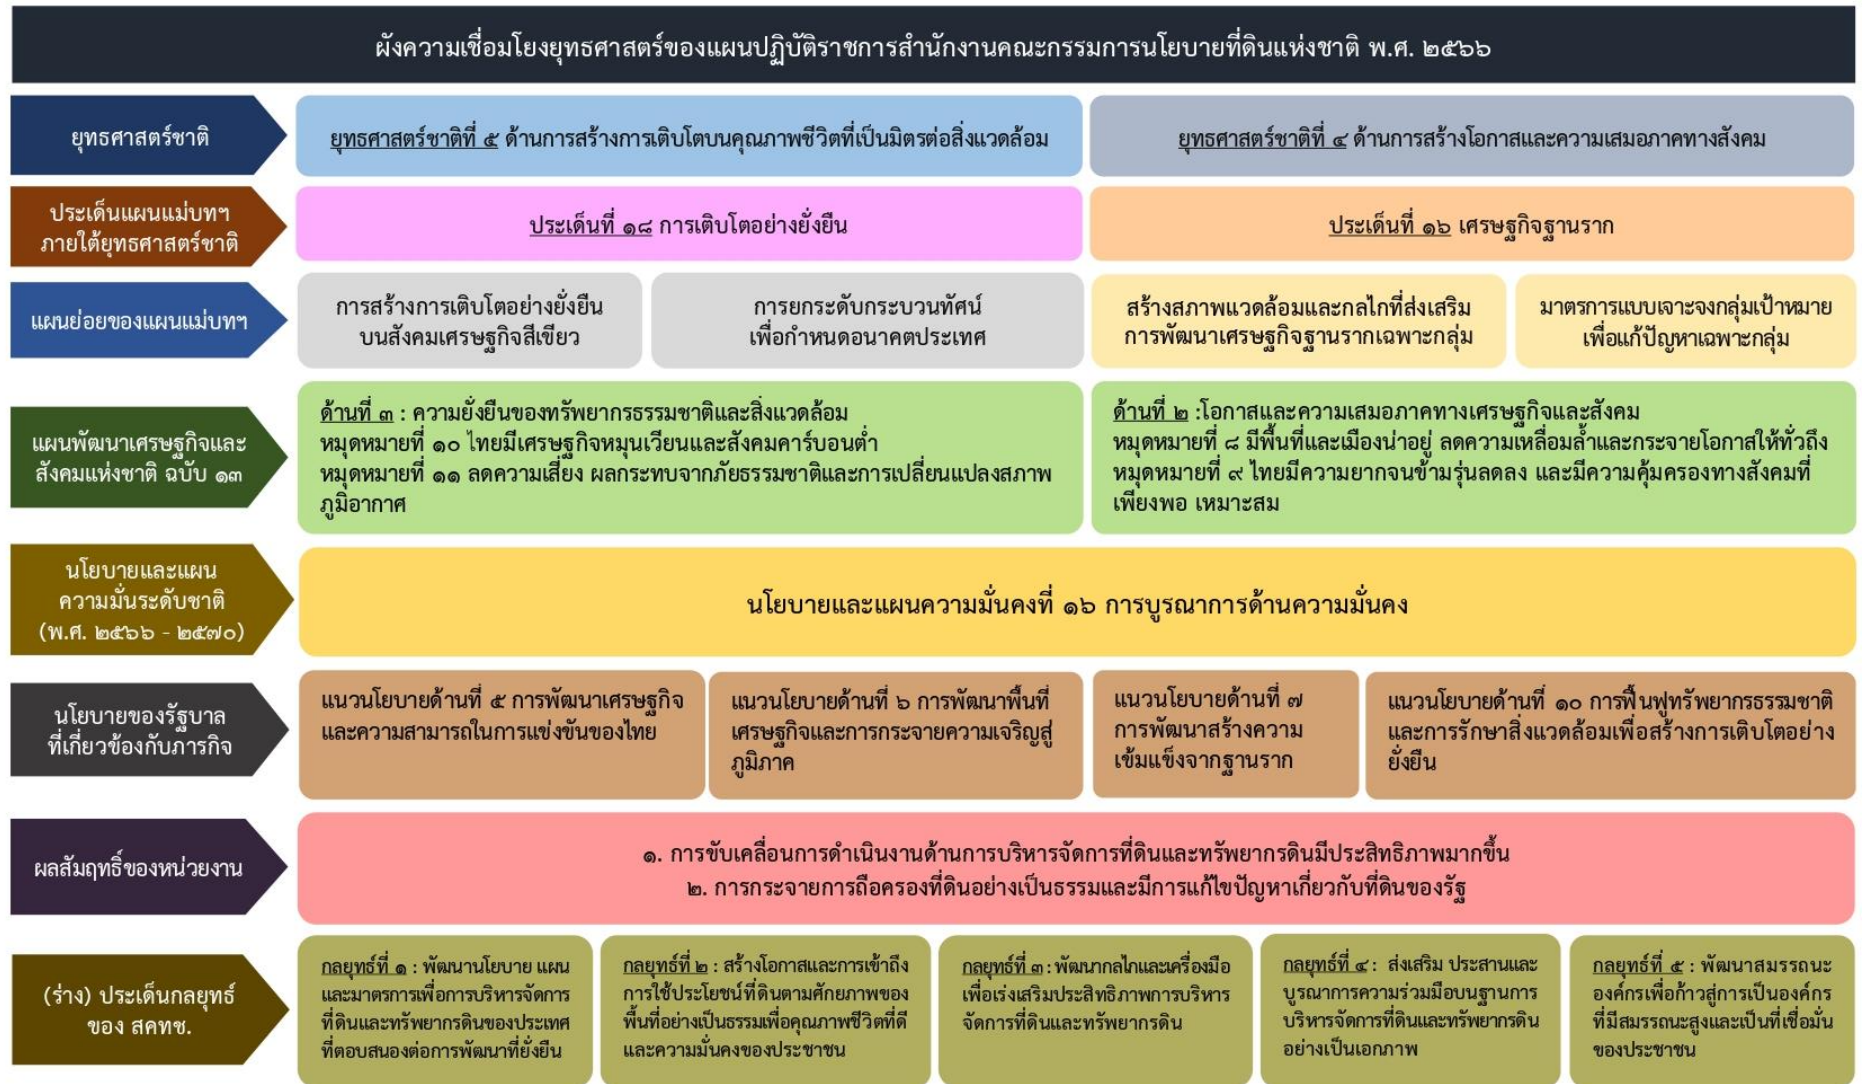 ผังความเชื่อมโยงยุทธศาสตร์ของแผนปฏิบัติราชการสำนักงานคณะกรรมการนโยบายที่ดินแห่งชาติ พ.ศ. ๒๕๖๖
ยุทธศาสตร์ชาติ
ยุทธศาสตร์ชาติที่ ๕ ด้านการสร้างการเติบโตบนคุณภาพชีวิตที่เป็นมิตรต่อสิ่งแวดล้อม
ยุทธศาสตร์ชาติที่ ๔ ด้านการสร้างโอกาสและความเสมอภาคทางสังคม
ประเด็นแผนแม่บทฯ
ภายใต้ยุทธศาสตร์ชาติ
ประเด็นที่ ๑๘ การเติบโตอย่างยั่งยืน
ประเด็นที่ ๑๖ เศรษฐกิจฐานราก
แผนย่อยของแผนแม่บทฯ
การสร้างการเติบโตอย่างยั่งยืน
บนสังคมเศรษฐกิจสีเขียว
การยกระดับกระบวนทัศน์
เพื่อกำหนดอนาคตประเทศ
สร้างสภาพแวดล้อมและกลไกที่ส่งเสริม
การพัฒนาเศรษฐกิจฐานรากเฉพาะกลุ่ม
มาตรการแบบเจาะจงกลุ่มเป้าหมาย
เพื่อแก้ปัญหาเฉพาะกลุ่ม
แผนพัฒนาเศรษฐกิจและ
สังคมแห่งชาติ ฉบับ ๑๓
ด้านที่ ๓ : ความยั่งยืนของทรัพยากรธรรมชาติและสิ่งแวดล้อม
หมุดหมายที่ ๑๐ ไทยมีเศรษฐกิจหมุนเวียนและสังคมคาร์บอนต่ำ
หมุดหมายที่ ๑๑ ลดความเสี่ยง ผลกระทบจากภัยธรรมชาติและการเปลี่ยนแปลงสภาพ
ภูมิอากาศ
ด้านที่ ๒ :โอกาสและความเสมอภาคทางเศรษฐกิจและสังคม
หมุดหมายที่ ๘ มีพื้นที่และเมืองน่าอยู่ ลดความเหลื่อมล้ำและกระจายโอกาสให้ทั่วถึง
หมุดหมายที่ ๙ ไทยมีความยากจนข้ามรุ่นลดลง และมีความคุ้มครองทางสังคมที่
เพียงพอ เหมาะสม
นโยบายและแผน
ความมั่นระดับชาติ
(พ.ศ. ๒๕๖๖ - ๒๕๗๐)
นโยบายและแผนความมั่นคงที่ ๑๖ การบูรณาการด้านความมั่นคง
นโยบายของรัฐบาล
ที่เกี่ยวข้องกับภารกิจ
แนวนโยบายด้านที่ ๕ การพัฒนาเศรษฐกิจ
และความสามารถในการแข่งขันของไทย
แนวนโยบายด้านที่ ๖ การพัฒนาพื้นที่
เศรษฐกิจและการกระจายความเจริญสู่
ภูมิภาค
แนวนโยบายด้านที่ ๗
การพัฒนาสร้างความ
เข้มแข็งจากฐานราก
แนวนโยบายด้านที่ ๑๐ การฟื้นฟูทรัพยากรธรรมชาติ
และการรักษาสิ่งแวดล้อมเพื่อสร้างการเติบโตอย่าง
ยั่งยืน
ผลสัมฤทธิ์ของหน่วยงาน
๑. การขับเคลื่อนการดำเนินงานด้านการบริหารจัดการที่ดินและทรัพยากรดินมีประสิทธิภาพมากขึ้น
๒. การกระจายการถือครองที่ดินอย่างเป็นธรรมและมีการแก้ไขปัญหาเกี่ยวกับที่ดินของรัฐ
(ร่าง) ประเด็นกลยุทธ์
ของ สคทช.
กลยุทธ์ที่ ๑ : พัฒนานโยบาย แผน
และมาตรการเพื่อการบริหารจัดการ
ที่ดินและทรัพยากรดินของประเทศ
ที่ตอบสนองต่อการพัฒนาที่ยั่งยืน
กลยุทธ์ที่ ๒ : สร้างโอกาสและการเข้าถึง
การใช้ประโยชน์ที่ดินตามศักยภาพของ
พื้นที่อย่างเป็นธรรมเพื่อคุณภาพชีวิตที่ดี
และความมั่นคงของประชาชน
กลยุทธ์ที่ ๓ : พัฒนากลไกและเครื่องมือ
เพื่อเร่งเสริมประสิทธิภาพการบริหาร
จัดการที่ดินและทรัพยากรดิน
กลยุทธ์ที่ ๔ : ส่งเสริม ประสานและ
บูรณาการความร่วมมือบนฐานการ
บริหารจัดการที่ดินและทรัพยากรดิน
อย่างเป็นเอกภาพ
กลยุทธ์ที่ ๕ : พัฒนาสมรรถนะ
องค์กรเพื่อก้าวสู่การเป็นองค์กร
ที่มีสมรรถนะสูงและเป็นที่เชื่อมั่น
ของประชาชน